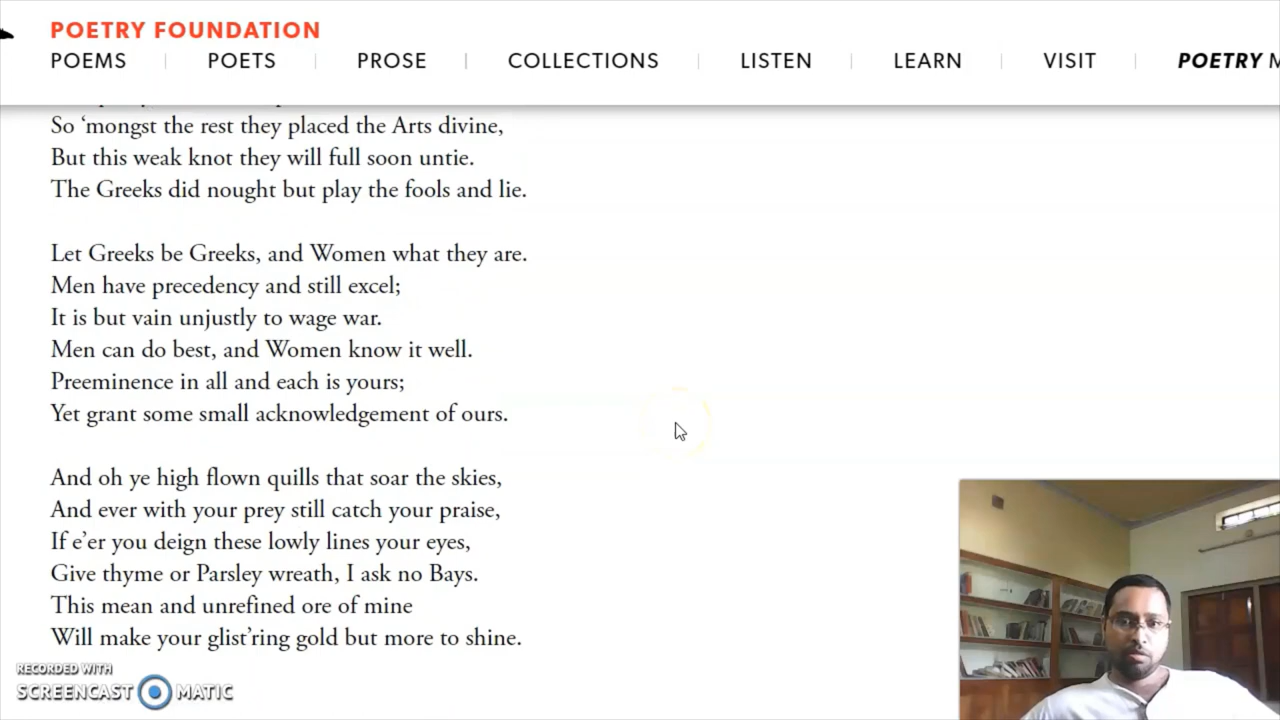 POETRY FOUNDATION
POEMS POETS PROSE COLLECTIONS LISTEN LEARN VISIT POETRY M
So ‘mongst the rest they placed the Arts divine,
But this weak knot they will full soon untie.
The Greeks did nought but play the fools and lie.
Let Greeks be Greeks, and Women what they are.
Men have precedency and still excel;
It is but vain unjustly to wage war.
Men can do best, and Women know it well.
Preeminence in all and each is yours;
Yet grant some small acknowledgement of ours.
And oh ye high flown quills that soar the skies,
And ever with your prey still catch your praise,
If e’er you deign these lowly lines your eyes,
Give thyme or Parsley wreath, I ask no Bays.
This mean and unrefined ore of mine
Will make your glist’ring gold but more to shine.
RECORDED WITH
SCREENCAST MATIC